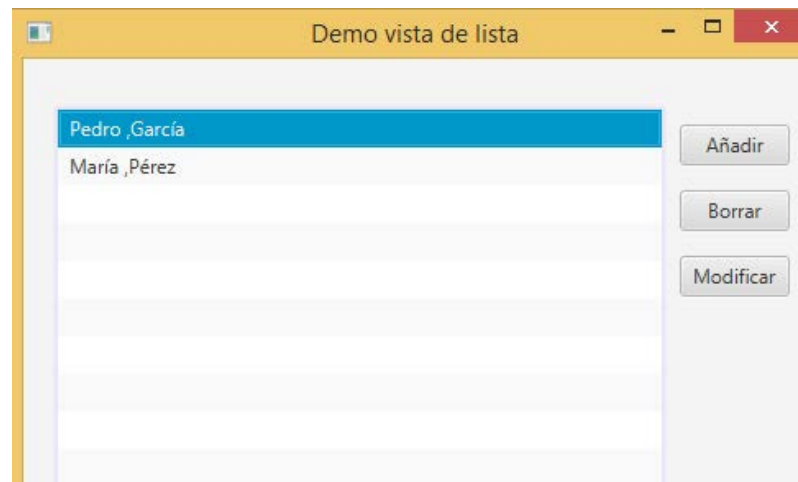 Demo vista de lista
Pedro ,García
María ,Pérez
Añadir
Borrar
Modificar